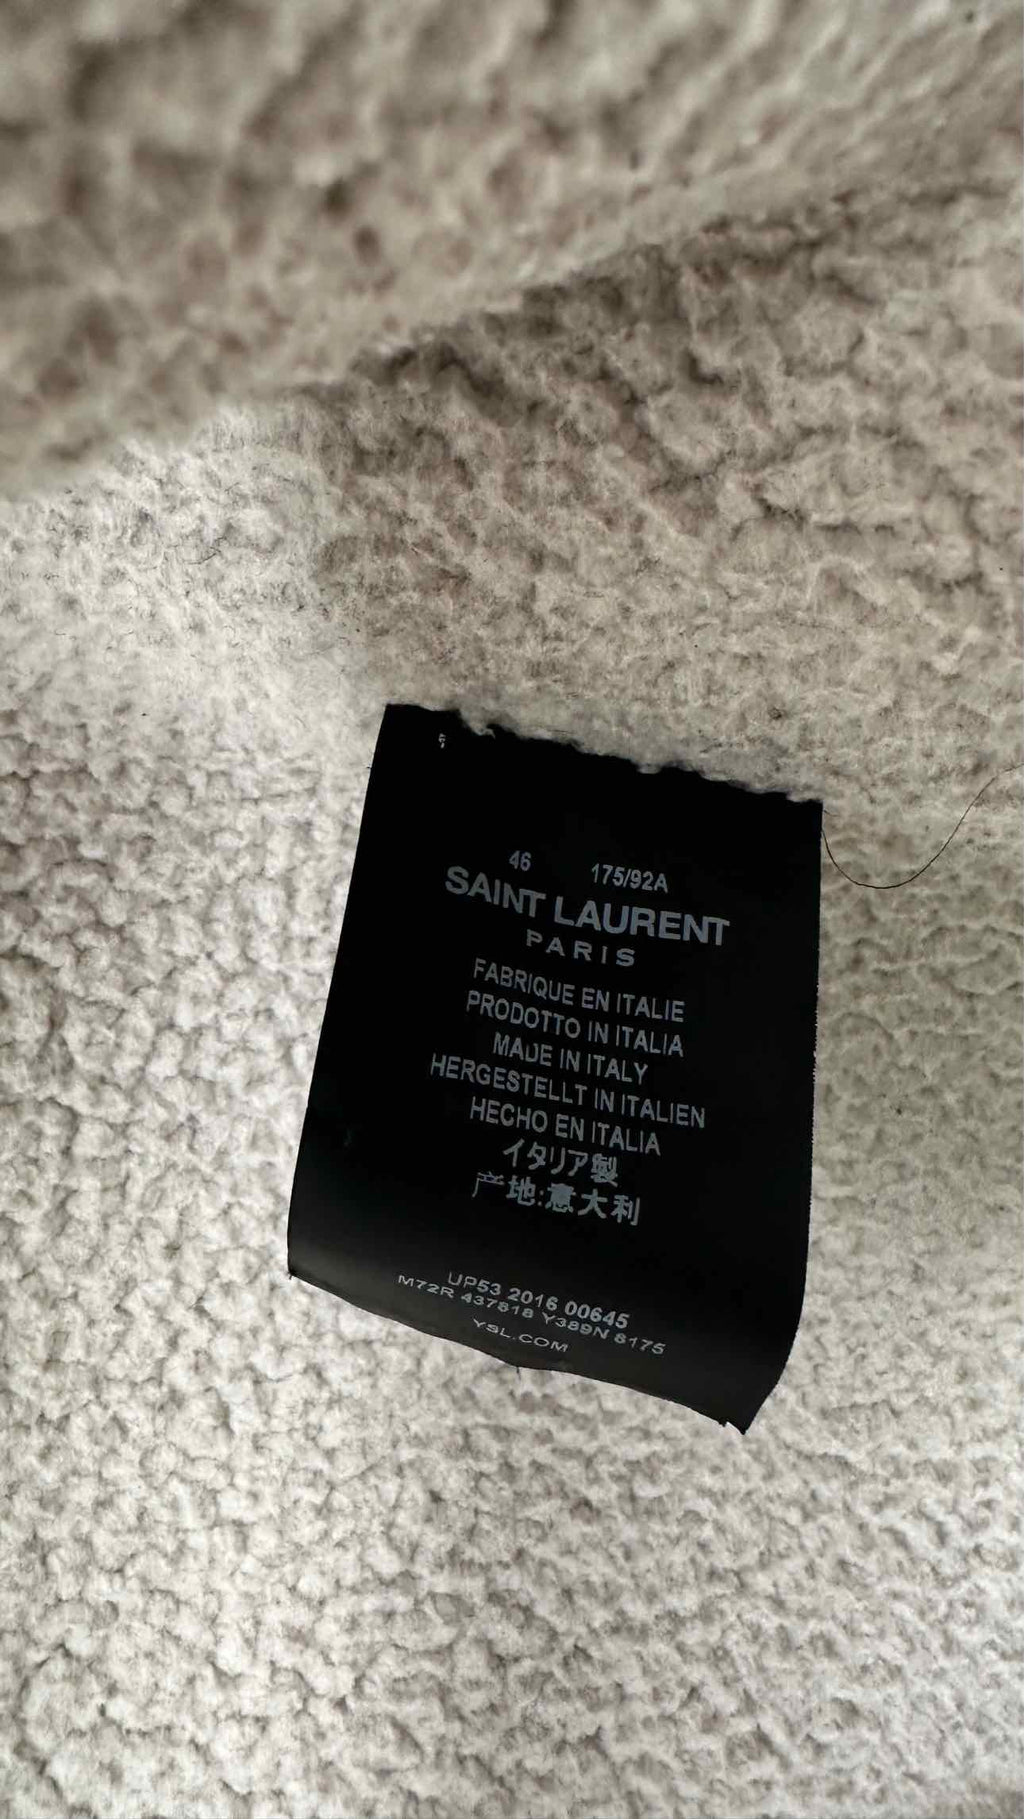 46 175/92A
SAINT LAURENT
PARIS
FABRIQUE EN ITALIE
PRODOTTO IN ITALIA
MADE IN ITALY
HERGESTELLT IN ITALIEN
HECHO EN ITALIA
イタリア製
产地:意大利
UP53 2016 00645
M72R 437818 Y389N 8175
YSL.COM